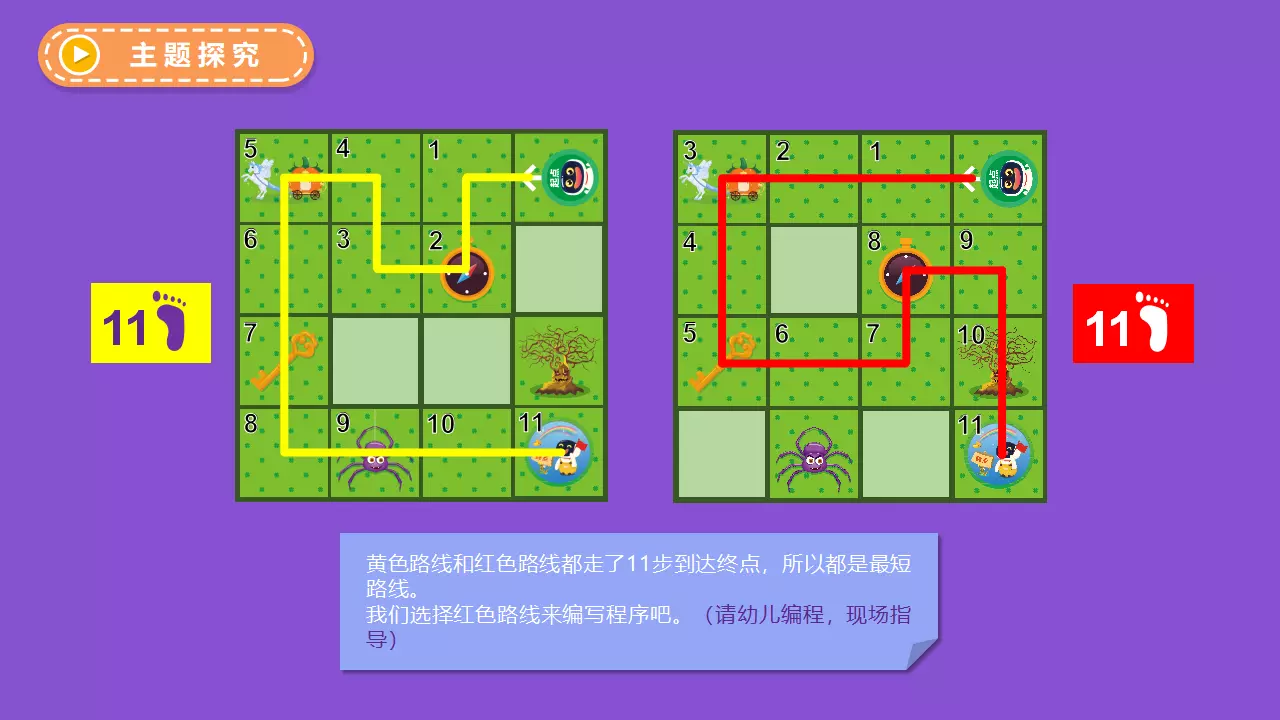 主题探究
5 4 1 起点
6 3 2
7
8 9 10 11
3 2 1 起点
4 8 9
5 6 7 10
11
11
11
黄色路线和红色路线都走了11步到达终点，所以都是最短
路线。
我们选择红色路线来编写程序吧。（请幼儿编程，现场指
导）